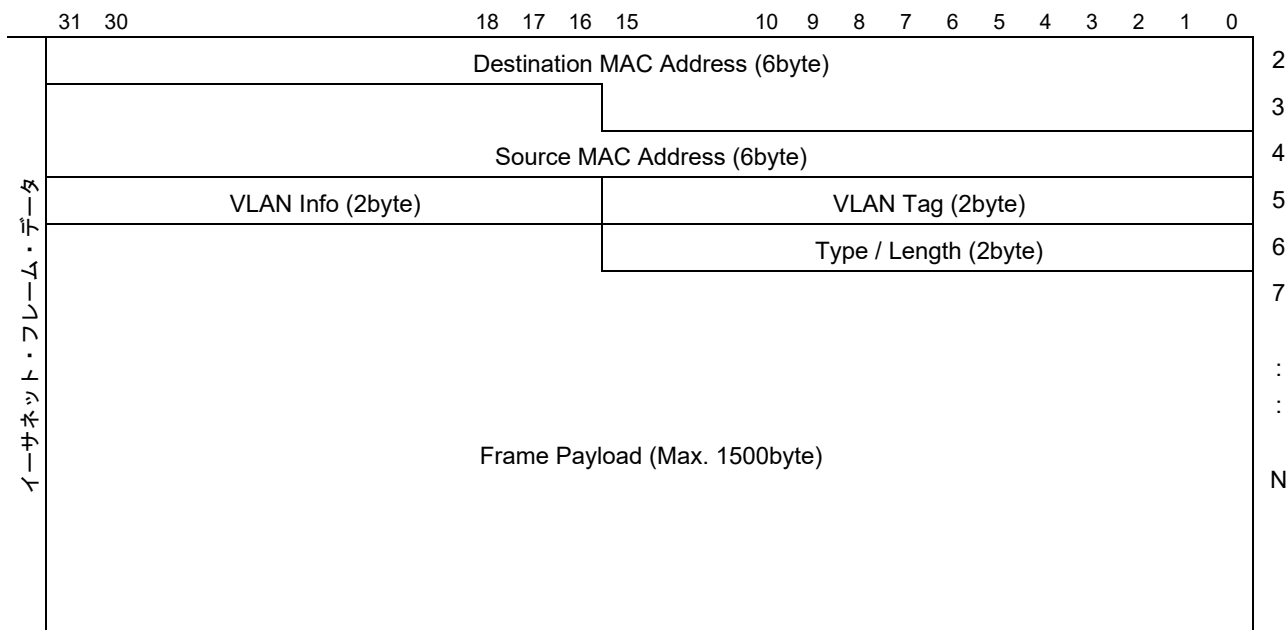 31 30 18 17 16 15 10 9 8 7 6 5 4 3 2 1 0
Destination MAC Address (6byte) 2
3
Source MAC Address (6byte) 4
VLAN Info (2byte) VLAN Tag (2byte) 5
Type / Length (2byte) 6
7
:
:
Frame Payload (Max. 1500byte)
N
イーサネット・フレーム・データ